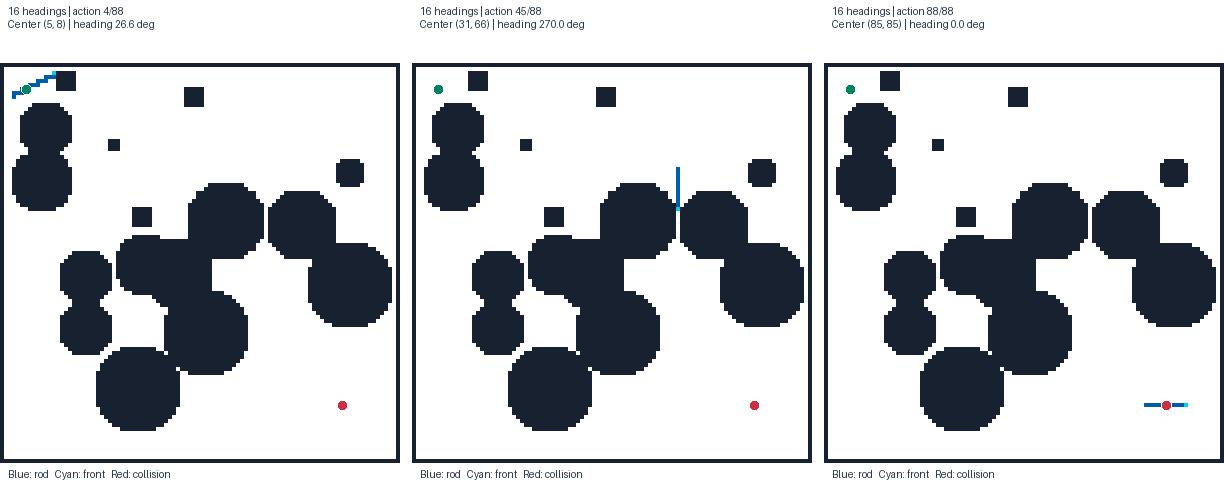 16 headings | action 4/88
Center (5, 8) | heading 26.6 deg
16 headings | action 45/88
Center (31, 66) | heading 270.0 deg
16 headings | action 88/88
Center (85, 85) | heading 0.0 deg
Blue: rod  Cyan: front  Red: collision
Blue: rod  Cyan: front  Red: collision
Blue: rod  Cyan: front  Red: collision